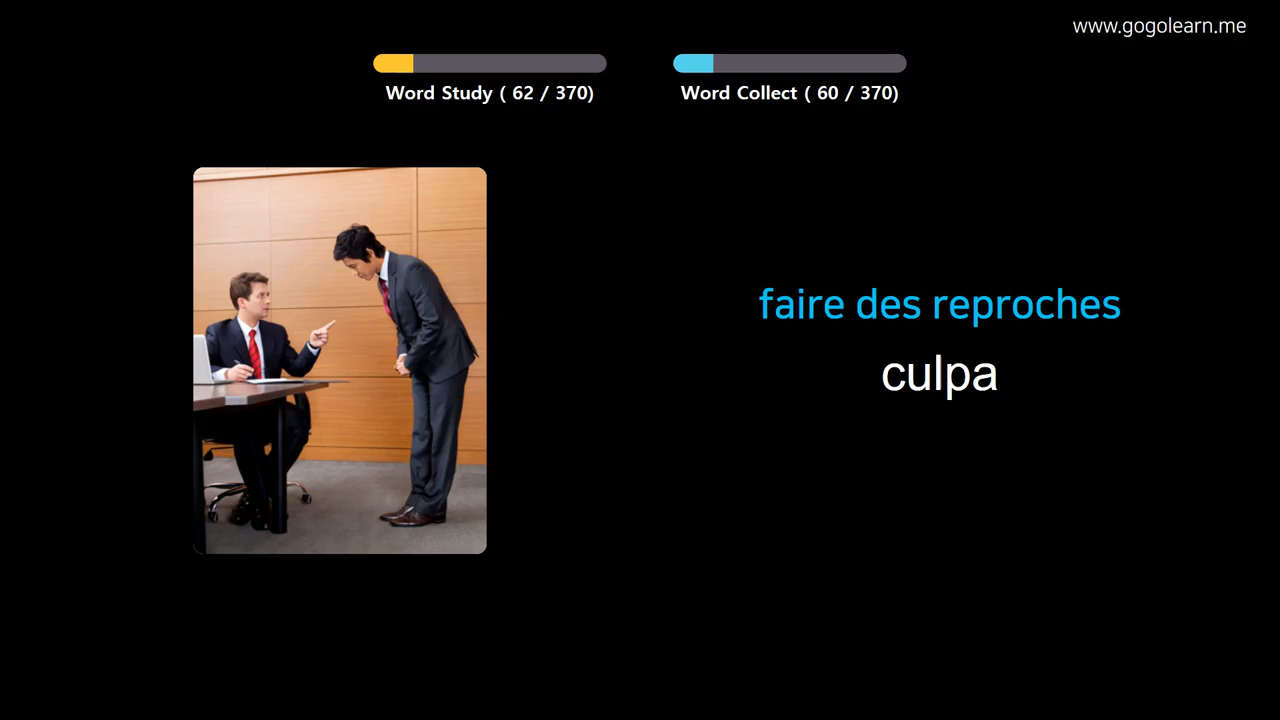 www.gogolearn.me
Word Study ( 62 / 370)
Word Collect ( 60 / 370)
faire des reproches
culpa